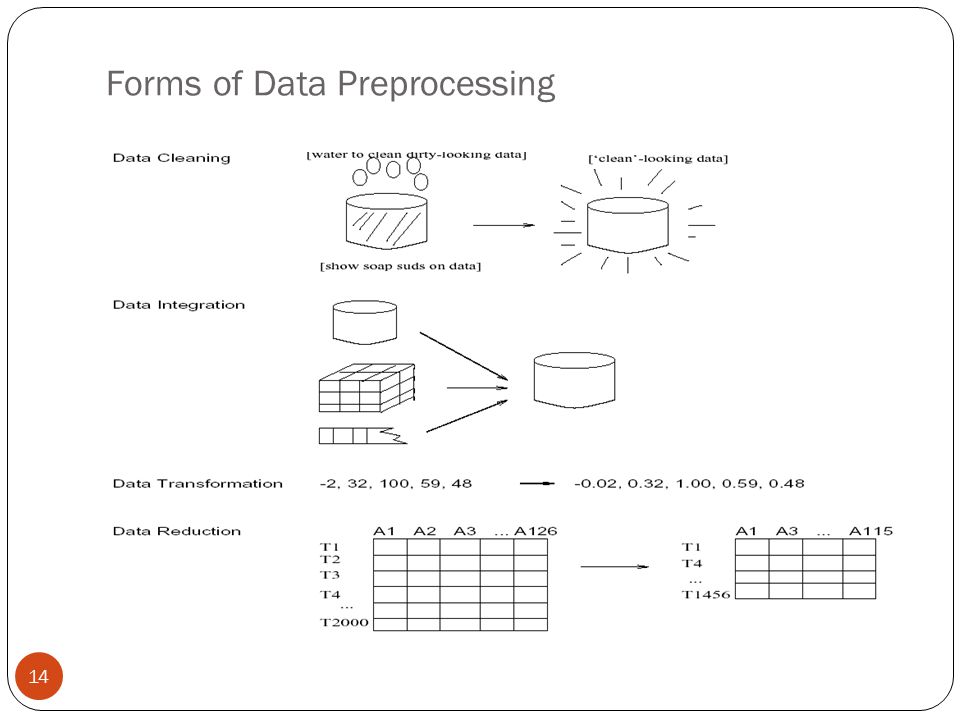 Forms of Data Preprocessing
Data Cleaning
[water to clean dirty-looking data]
['clean'-looking data]
[show soap suds on data]
Data Integration
Data Transformation
-2, 32, 100, 59, 48
-0.02, 0.32, 1.00, 0.59, 0.48
Data Reduction
A1 A2 A3 ... A126
T1
T2
T3
T4
...
T2000
A1 A3 ... A115
T1
T4
...
T1456
14